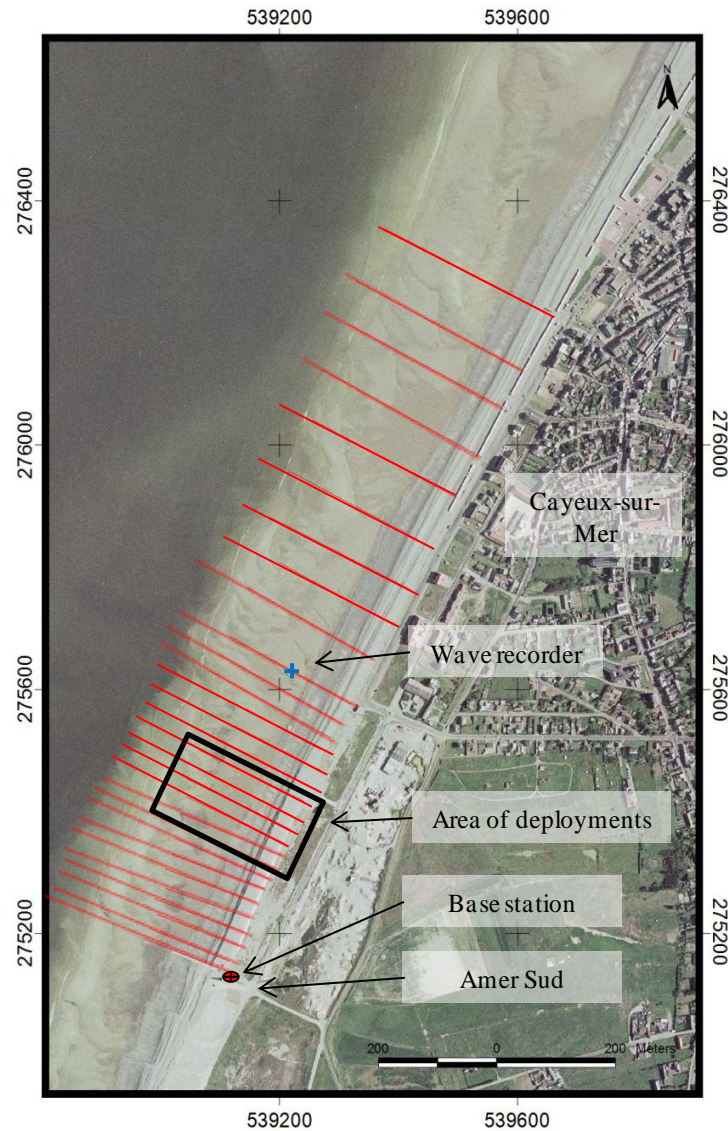 539200 539600
N
276400 276400
276000 276000
Cayeux-sur-
Mer
Wave recorder
275600 275600
Area of deployments
Base station
275200 275200
Amer Sud
200 0 200 Meters
539200 539600